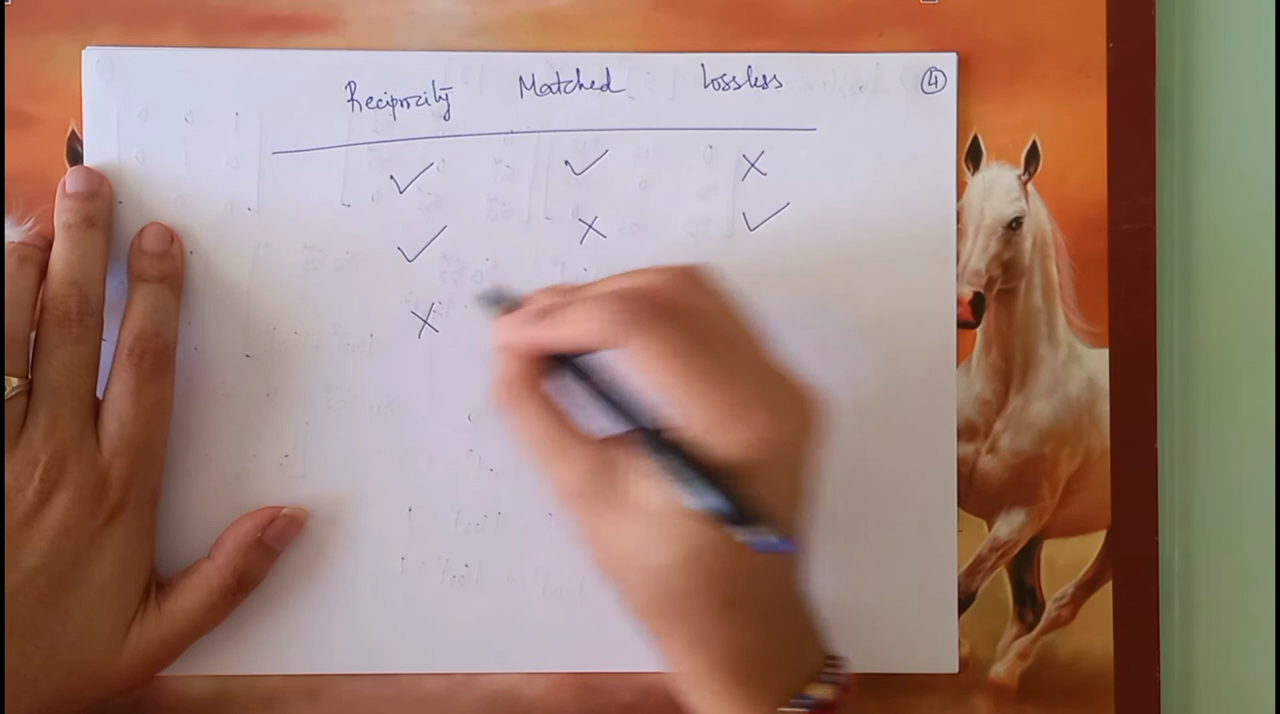 Reciprocity Matched Lossless ④
✓ ✓ ✗
✓ ✗ ✓
✗